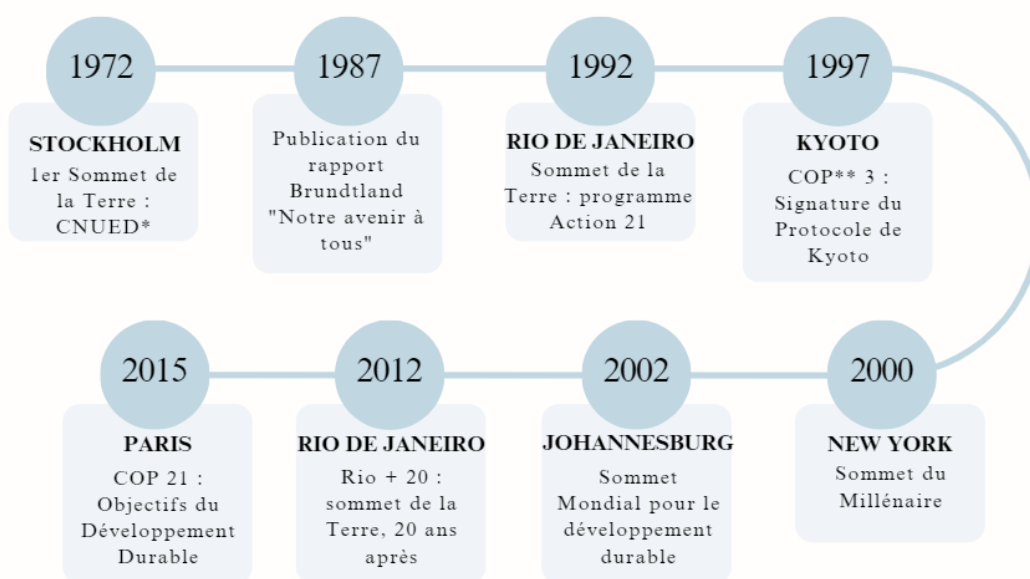 1972
STOCKHOLM
1er Sommet de
la Terre :
CNUED*
1987
Publication du
rapport
Brundtland
"Notre avenir à
tous"
1992
RIO DE JANEIRO
Sommet de la
Terre : programme
Action 21
1997
KYOTO
COP** 3 :
Signature du
Protocole de
Kyoto
2000
NEW YORK
Sommet du
Millénaire
2002
JOHANNESBURG
Sommet
Mondial pour le
développement
durable
2012
RIO DE JANEIRO
Rio + 20 :
sommet de la
Terre, 20 ans
après
2015
PARIS
COP 21 :
Objectifs du
Développement
Durable